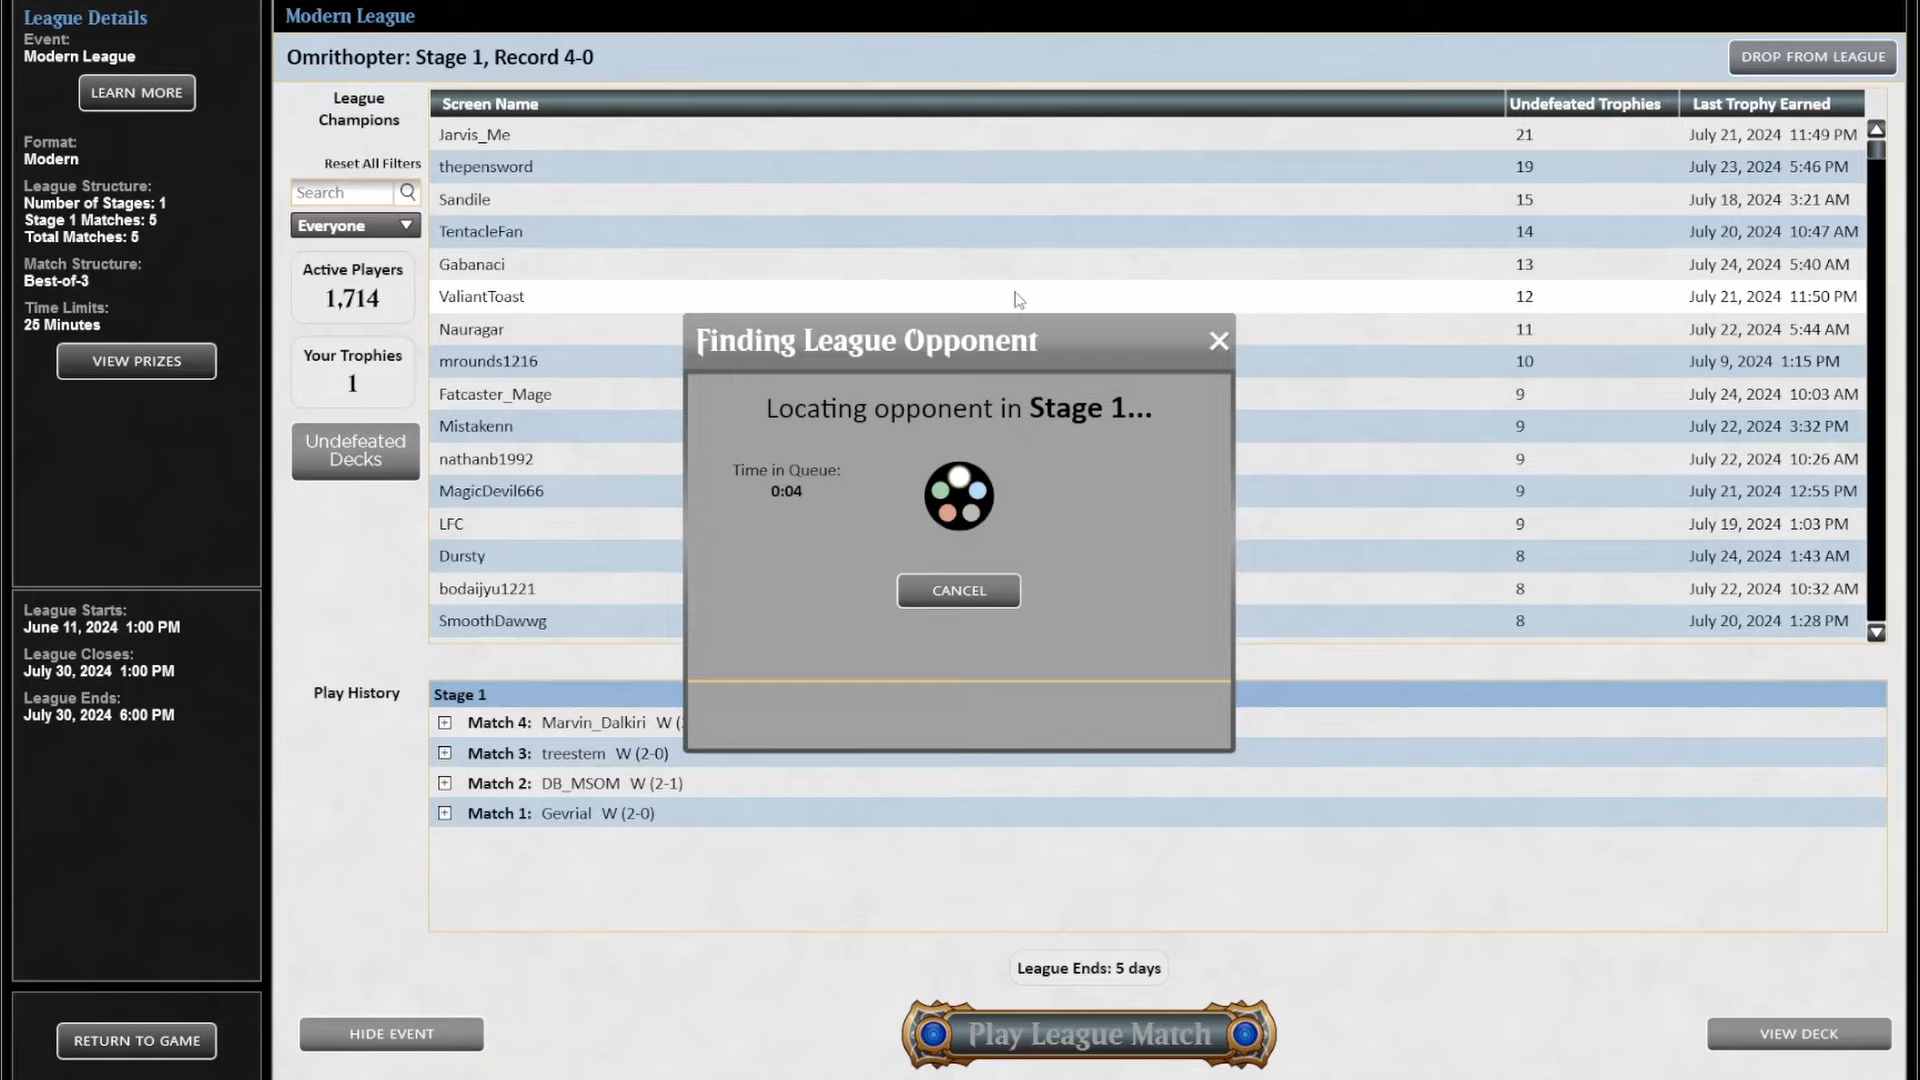 League Details
Event:
Modern League
LEARN MORE
Format:
Modern
League Structure:
Number of Stages: 1
Stage 1 Matches: 5
Total Matches: 5
Match Structure:
Best-of-3
Time Limits:
25 Minutes
VIEW PRIZES
League Starts:
June 11, 2024 1:00 PM
League Closes:
July 30, 2024 1:00 PM
League Ends:
July 30, 2024 6:00 PM
RETURN TO GAME
Modern League
Omrithopter: Stage 1, Record 4-0
DROP FROM LEAGUE
League
Champions
Reset All Filters
Search
Everyone
Active Players
1,714
Your Trophies
1
Undefeated
Decks
Screen Name Undefeated Trophies Last Trophy Earned
Jarvis_Me 21 July 21, 2024 11:49 PM
thepensword 19 July 23, 2024 5:46 PM
Sandile 15 July 18, 2024 3:21 AM
TentacleFan 14 July 20, 2024 10:47 AM
Gabanaci 13 July 24, 2024 5:40 AM
ValiantToast 12 July 21, 2024 11:50 PM
Nauragar 11 July 22, 2024 5:44 AM
mrounds1216 10 July 9, 2024 1:15 PM
Fatcaster_Mage 9 July 24, 2024 10:03 AM
Mistakenn 9 July 22, 2024 3:32 PM
nathanb1992 9 July 22, 2024 10:26 AM
MagicDevil666 9 July 21, 2024 12:55 PM
LFC 9 July 19, 2024 1:03 PM
Dursty 8 July 24, 2024 1:43 AM
bodaijyu1221 8 July 22, 2024 10:32 AM
SmoothDawwg 8 July 20, 2024 1:28 PM
Finding League Opponent
Locating opponent in Stage 1...
Time in Queue:
0:04
CANCEL
Play History
Stage 1
Match 4: Marvin_Dalkiri W (
Match 3: treestem W (2-0)
Match 2: DB_MSOM W (2-1)
Match 1: Gevrial W (2-0)
League Ends: 5 days
HIDE EVENT
Play League Match
VIEW DECK